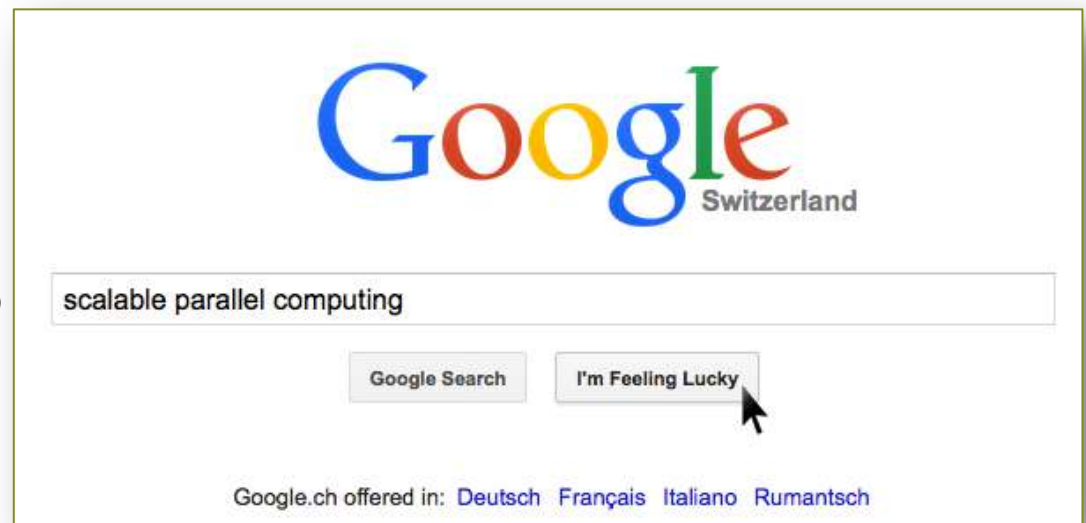 Google
Switzerland
scalable parallel computing
Google Search I'm Feeling Lucky
Google.ch offered in: Deutsch Français Italiano Rumantsch